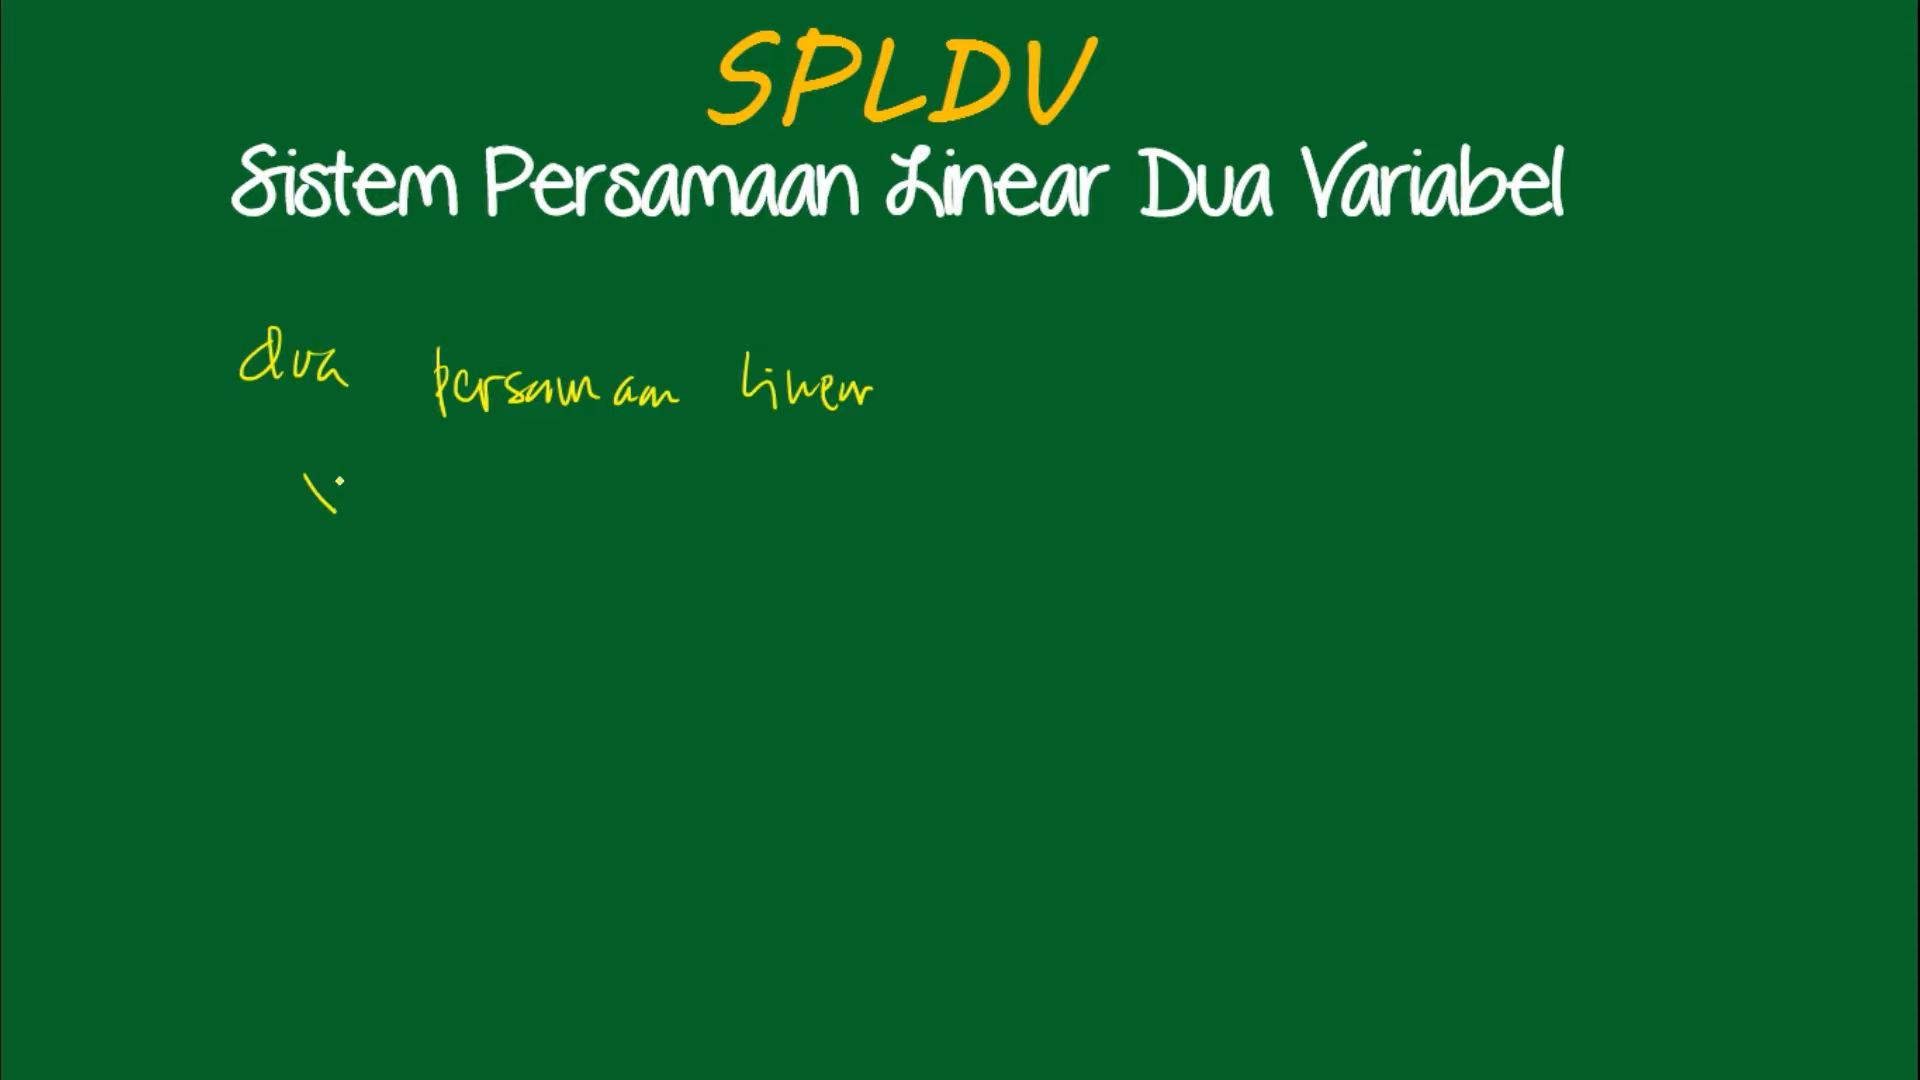 SPLDV
Sistem Persamaan Linear Dua Variabel
dua persamaan linear